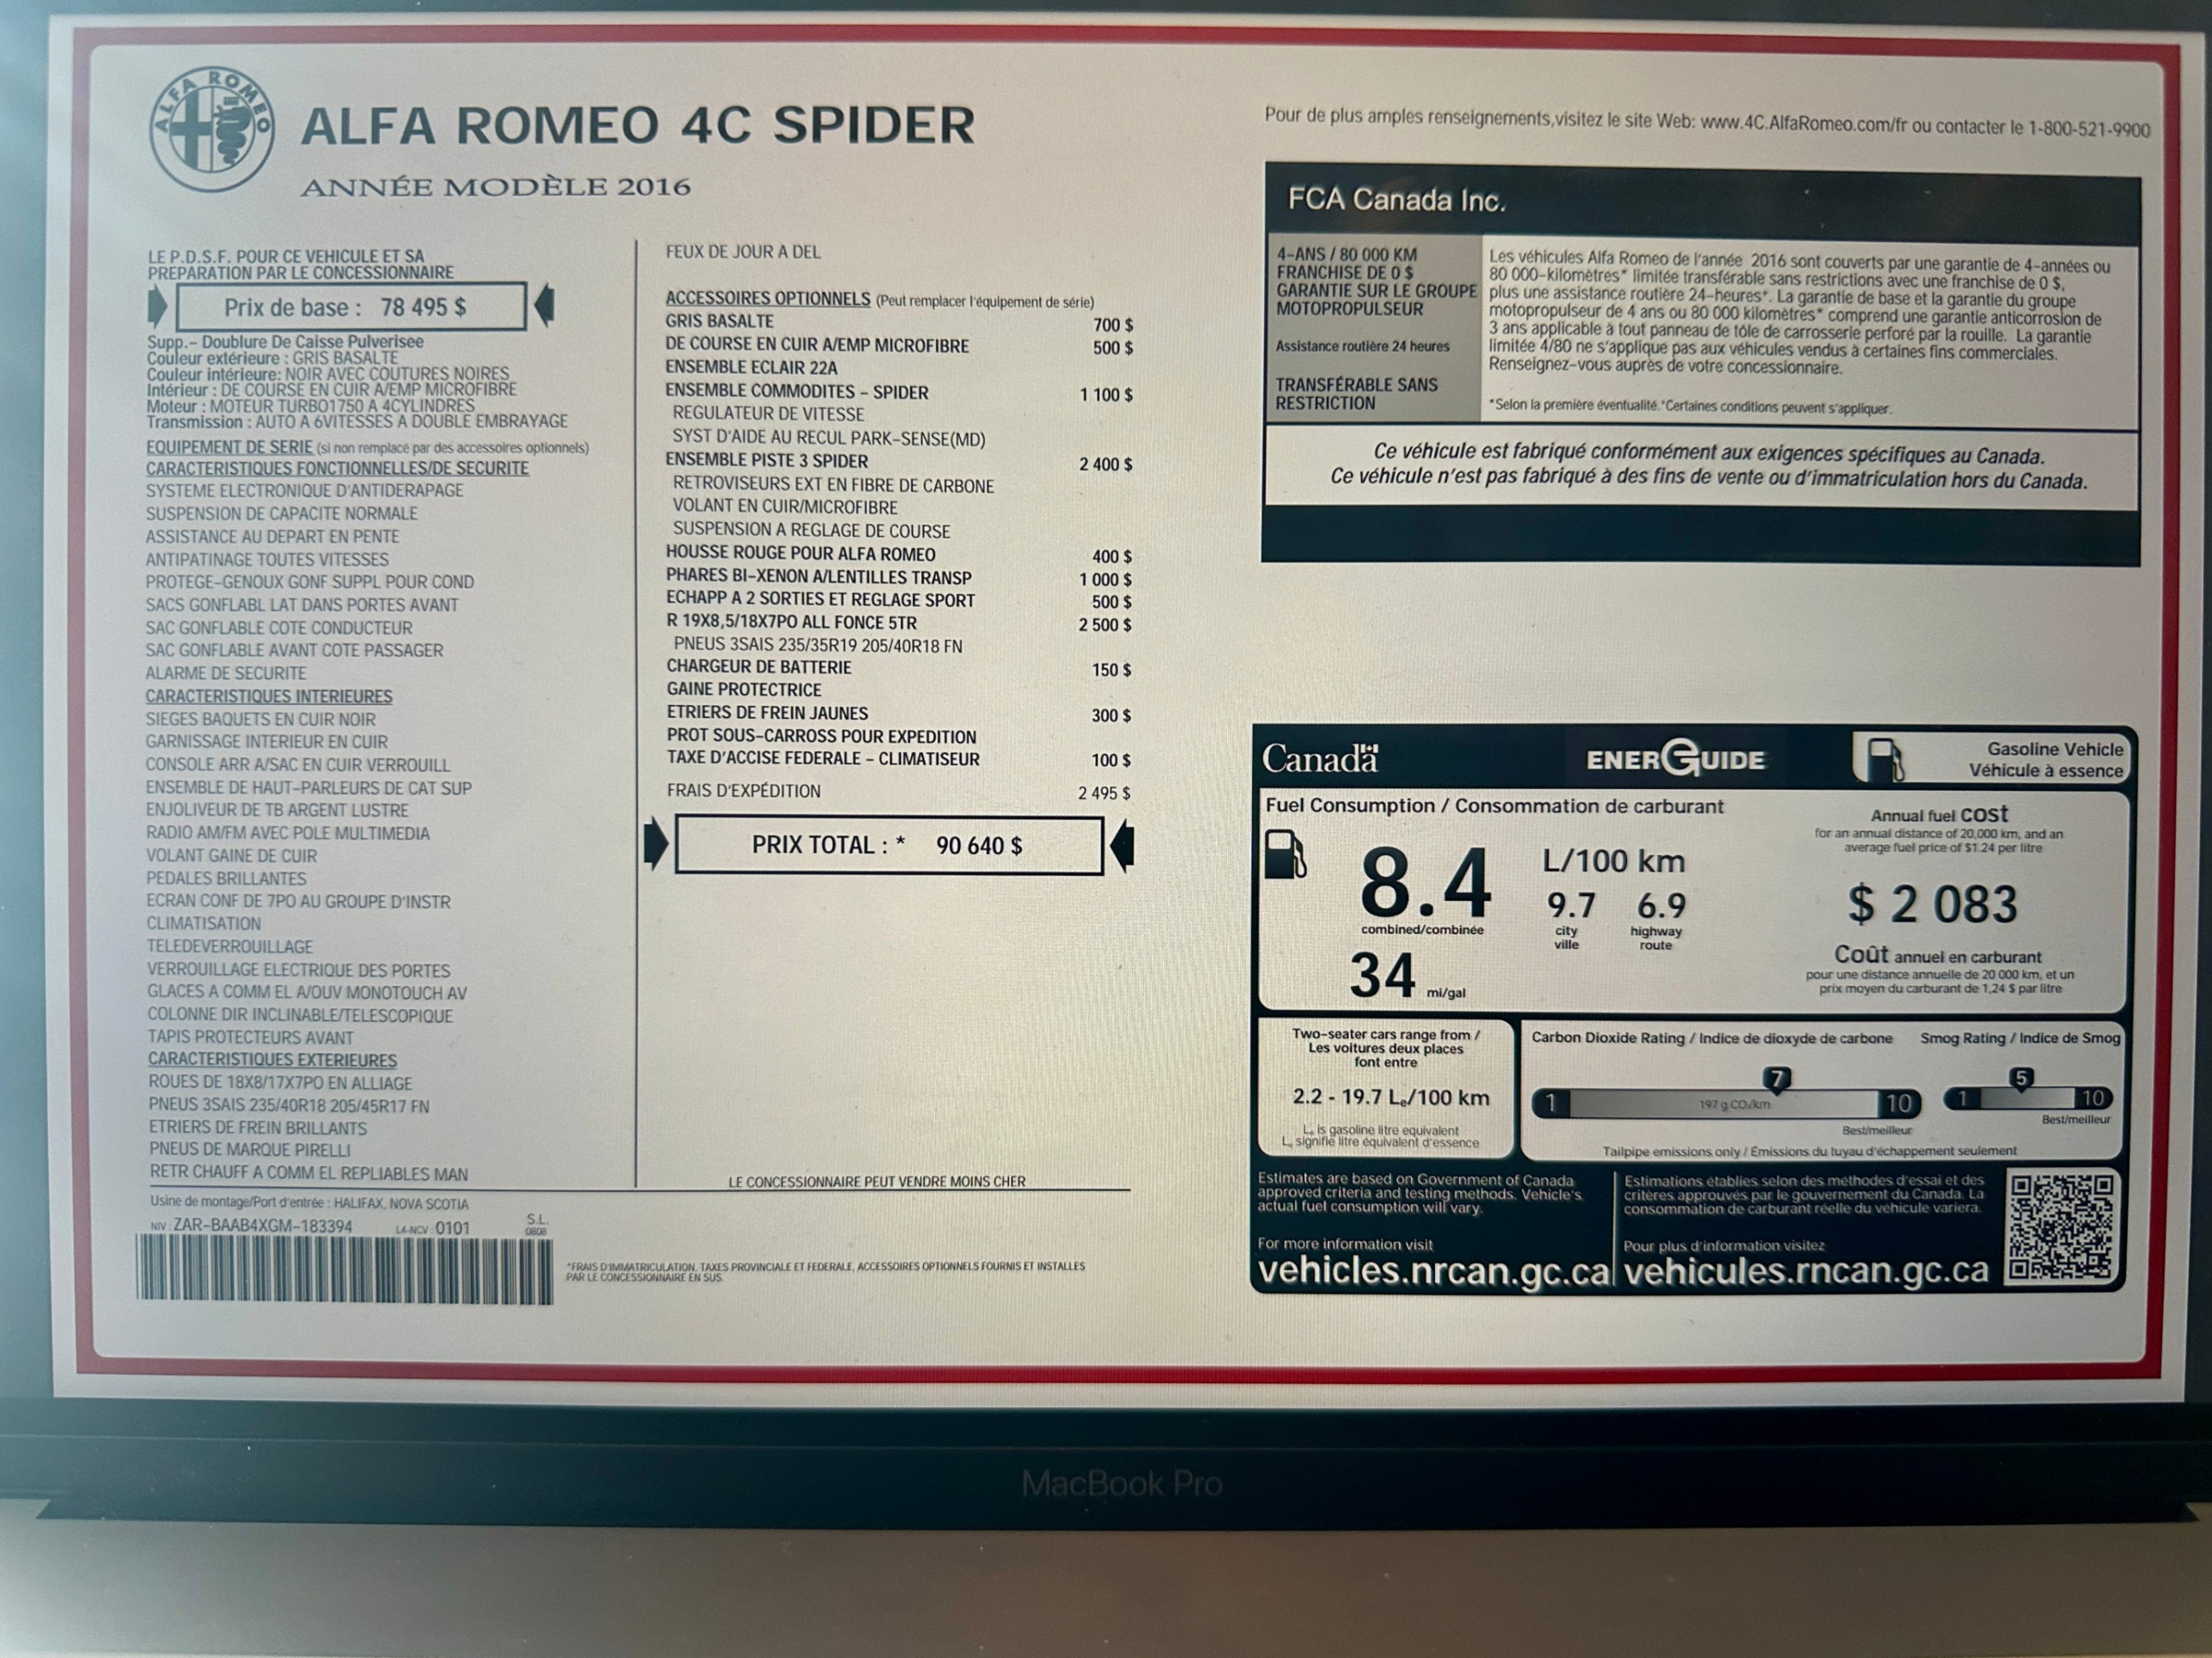 ALFA ROMEO
ALFA ROMEO 4C SPIDER
ANNÉE MODÈLE 2016
LE P.D.S.F. POUR CE VEHICULE ET SA
PREPARATION PAR LE CONCESSIONNAIRE
Prix de base : 78 495 $
Supp.- Doublure De Caisse Pulverisee
Couleur extérieure : GRIS BASALTE
Couleur intérieure: NOIR AVEC COUTURES NOIRES
Intérieur : DE COURSE EN CUIR A/EMP MICROFIBRE
Moteur : MOTEUR TURBO1750 A 4CYLINDRES
Transmission : AUTO A 6VITESSES A DOUBLE EMBRAYAGE
EQUIPEMENT DE SERIE (si non remplacé par des accessoires optionnels)
CARACTERISTIQUES FONCTIONNELLES/DE SECURITE
SYSTEME ELECTRONIQUE D'ANTIDERAPAGE
SUSPENSION DE CAPACITE NORMALE
ASSISTANCE AU DEPART EN PENTE
ANTIPATINAGE TOUTES VITESSES
PROTEGE-GENOUX GONF SUPPL POUR COND
SACS GONFLABL LAT DANS PORTES AVANT
SAC GONFLABLE COTE CONDUCTEUR
SAC GONFLABLE AVANT COTE PASSAGER
ALARME DE SECURITE
CARACTERISTIQUES INTERIEURES
SIEGES BAQUETS EN CUIR NOIR
GARNISSAGE INTERIEUR EN CUIR
CONSOLE ARR A/SAC EN CUIR VERROUILL
ENSEMBLE DE HAUT-PARLEURS DE CAT SUP
ENJOLIVEUR DE TB ARGENT LUSTRE
RADIO AM/FM AVEC POLE MULTIMEDIA
VOLANT GAINE DE CUIR
PEDALES BRILLANTES
ECRAN CONF DE 7PO AU GROUPE D'INSTR
CLIMATISATION
TELEDEVERROUILLAGE
VERROUILLAGE ELECTRIQUE DES PORTES
GLACES A COMM EL A/OUV MONOTOUCH AV
COLONNE DIR INCLINABLE/TELESCOPIQUE
TAPIS PROTECTEURS AVANT
CARACTERISTIQUES EXTERIEURES
ROUES DE 18X8/17X7PO EN ALLIAGE
PNEUS 3SAIS 235/40R18 205/45R17 FN
ETRIERS DE FREIN BRILLANTS
PNEUS DE MARQUE PIRELLI
RETR CHAUFF A COMM EL REPLIABLES MAN
Usine de montage/Port d'entrée : HALIFAX, NOVA SCOTIA
NIV : ZAR-BAAB4XGM-183394 L4-NCV : 0101 S.L. 0808
FEUX DE JOUR A DEL
ACCESSOIRES OPTIONNELS (Peut remplacer l'équipement de série)
GRIS BASALTE 700 $
DE COURSE EN CUIR A/EMP MICROFIBRE 500 $
ENSEMBLE ECLAIR 22A
ENSEMBLE COMMODITES - SPIDER 1 100 $
REGULATEUR DE VITESSE
SYST D'AIDE AU RECUL PARK-SENSE(MD)
ENSEMBLE PISTE 3 SPIDER 2 400 $
RETROVISEURS EXT EN FIBRE DE CARBONE
VOLANT EN CUIR/MICROFIBRE
SUSPENSION A REGLAGE DE COURSE
HOUSSE ROUGE POUR ALFA ROMEO 400 $
PHARES BI-XENON A/LENTILLES TRANSP 1 000 $
ECHAPP A 2 SORTIES ET REGLAGE SPORT 500 $
R 19X8,5/18X7PO ALL FONCE 5TR 2 500 $
PNEUS 3SAIS 235/35R19 205/40R18 FN
CHARGEUR DE BATTERIE 150 $
GAINE PROTECTRICE
ETRIERS DE FREIN JAUNES 300 $
PROT SOUS-CARROSS POUR EXPEDITION
TAXE D'ACCISE FEDERALE - CLIMATISEUR 100 $
FRAIS D'EXPÉDITION 2 495 $
PRIX TOTAL : * 90 640 $
LE CONCESSIONNAIRE PEUT VENDRE MOINS CHER
*FRAIS D'IMMATRICULATION, TAXES PROVINCIALE ET FEDERALE, ACCESSOIRES OPTIONNELS FOURNIS ET INSTALLES
PAR LE CONCESSIONNAIRE EN SUS.
Pour de plus amples renseignements,visitez le site Web: www.4C.AlfaRomeo.com/fr ou contacter le 1-800-521-9900
FCA Canada Inc.
4-ANS / 80 000 KM
FRANCHISE DE 0 $
GARANTIE SUR LE GROUPE
MOTOPROPULSEUR
Assistance routière 24 heures
TRANSFÉRABLE SANS
RESTRICTION
Les véhicules Alfa Romeo de l'année 2016 sont couverts par une garantie de 4-années ou
80 000-kilomètres* limitée transférable sans restrictions avec une franchise de 0 $,
plus une assistance routière 24-heures*. La garantie de base et la garantie du groupe
motopropulseur de 4 ans ou 80 000 kilomètres* comprend une garantie anticorrosion de
3 ans applicable à tout panneau de tôle de carrosserie perforé par la rouille. La garantie
limitée 4/80 ne s'applique pas aux véhicules vendus à certaines fins commerciales.
Renseignez-vous auprès de votre concessionnaire.
*Selon la première éventualité.*Certaines conditions peuvent s'appliquer.
Ce véhicule est fabriqué conformément aux exigences spécifiques au Canada.
Ce véhicule n'est pas fabriqué à des fins de vente ou d'immatriculation hors du Canada.
Canada
ENERGUIDE
Gasoline Vehicle
Véhicule à essence
Fuel Consumption / Consommation de carburant
8.4
combined/combinée
34 mi/gal
L/100 km
9.7 6.9
city highway
ville route
Annual fuel COST
for an annual distance of 20,000 km, and an
average fuel price of $1.24 per litre
$ 2 083
Coût annuel en carburant
pour une distance annuelle de 20 000 km, et un
prix moyen du carburant de 1,24 $ par litre
Two-seater cars range from /
Les voitures deux places
font entre
2.2 - 19.7 Le/100 km
Le is gasoline litre equivalent
Le signifie litre équivalent d'essence
Carbon Dioxide Rating / Indice de dioxyde de carbone
7
1 197 g CO2/km 10
Best/meilleur
Smog Rating / Indice de Smog
5
1 10
Best/meilleur
Tailpipe emissions only / Émissions du tuyau d'échappement seulement
Estimates are based on Government of Canada
approved criteria and testing methods. Vehicle's
actual fuel consumption will vary.
For more information visit
vehicles.nrcan.gc.ca
Estimations établies selon des méthodes d'essai et des
critères approuvés par le gouvernement du Canada. La
consommation de carburant réelle du véhicule variera.
Pour plus d'information visitez
vehicules.rncan.gc.ca
MacBook Pro